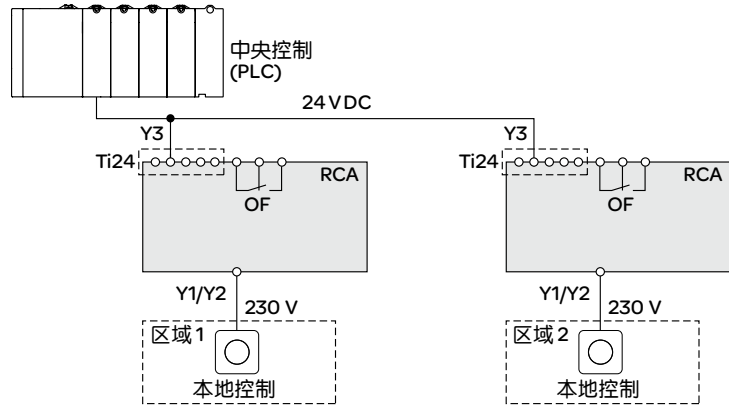 中央控制
(PLC)
24 VDC
Y3
Y3
Ti24
RCA
Ti24
RCA
OF
OF
Y1/Y2
230 V
Y1/Y2
230 V
区域 1
区域 2
本地控制
本地控制